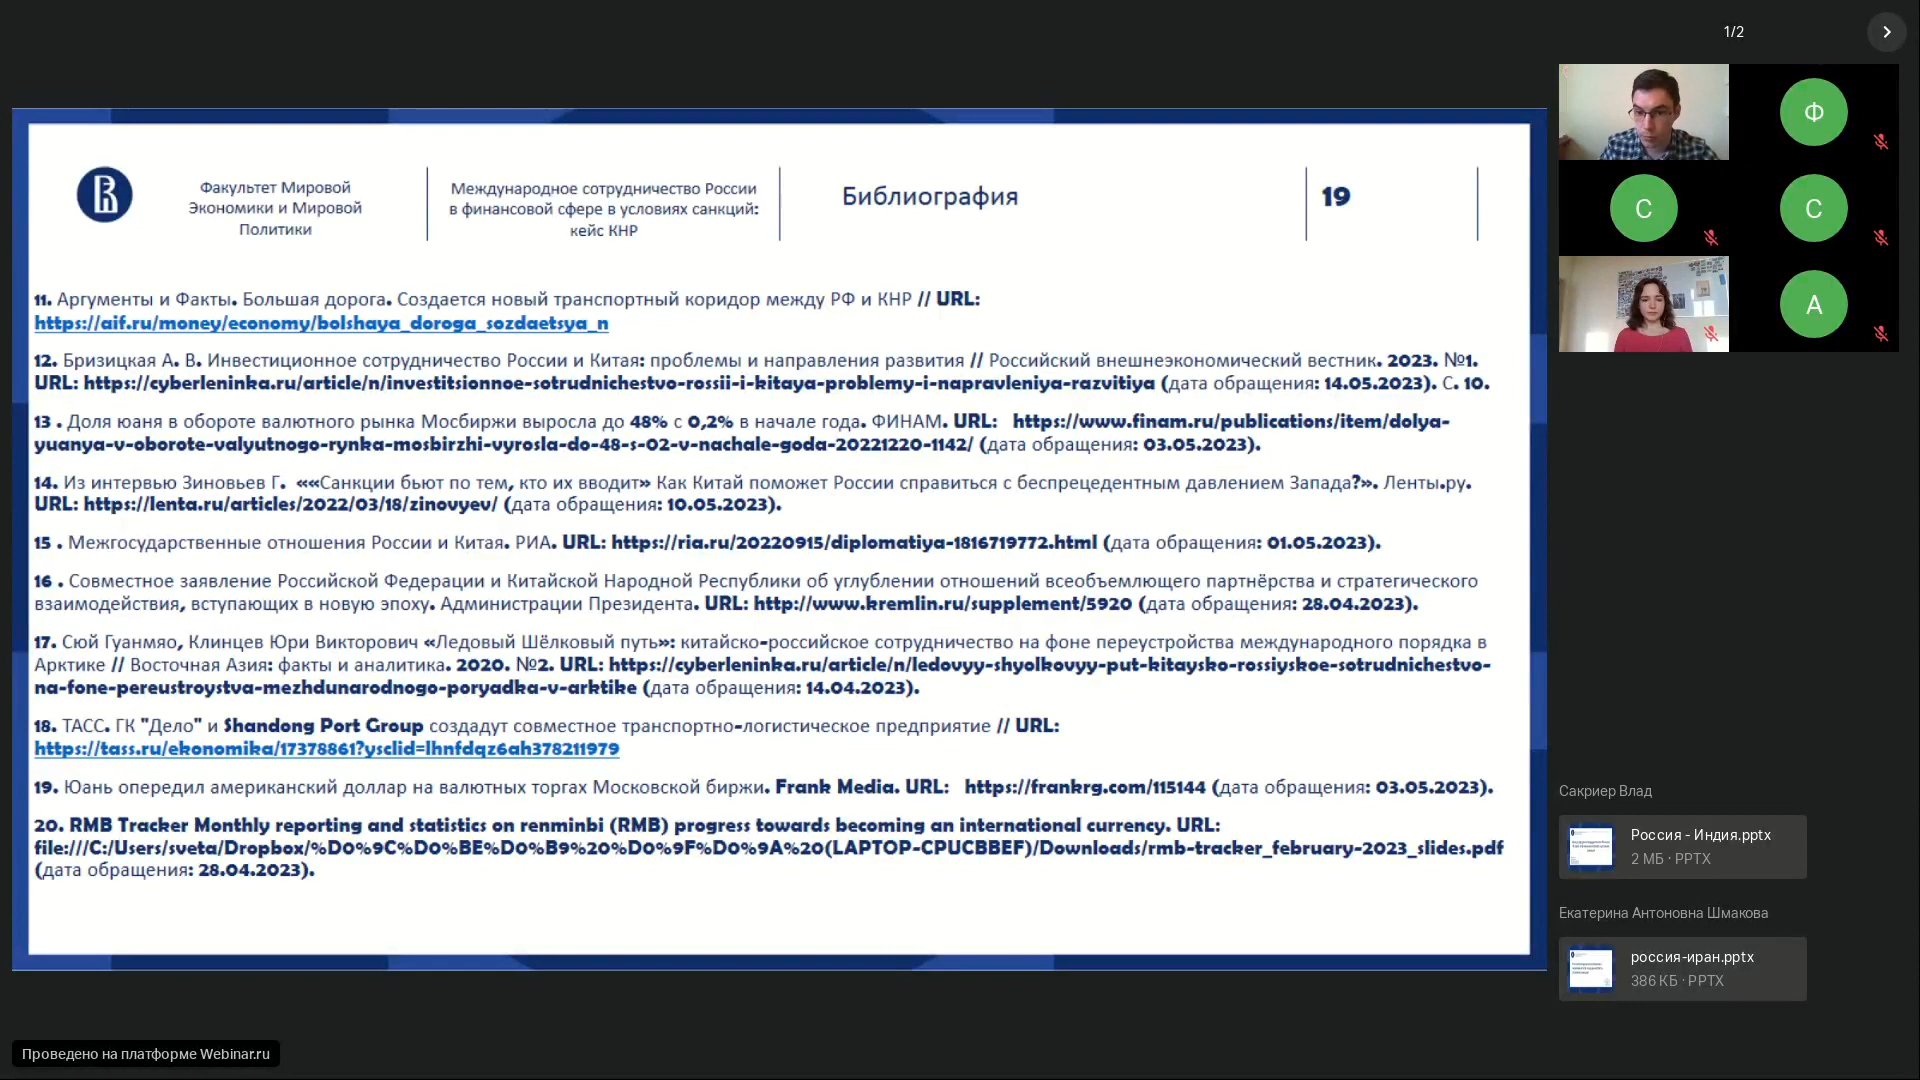 1/2
Факультет Мировой
Экономики и Мировой
Политики
Международное сотрудничество России
в финансовой сфере в условиях санкций:
кейс КНР
Библиография
19
11. Аргументы и Факты. Большая дорога. Создается новый транспортный коридор между РФ и КНР // URL:
https://aif.ru/money/economy/bolshaya_doroga_sozdaetsya_n
12. Бризицкая А. В. Инвестиционное сотрудничество России и Китая: проблемы и направления развития // Российский внешнеэкономический вестник. 2023. №1.
URL: https://cyberleninka.ru/article/n/investitsionnoe-sotrudnichestvo-rossii-i-kitaya-problemy-i-napravleniya-razvitiya (дата обращения: 14.05.2023). С. 10.
13 . Доля юаня в обороте валютного рынка Мосбиржи выросла до 48% с 0,2% в начале года. ФИНАМ. URL: https://www.finam.ru/publications/item/dolya-
yuanya-v-oborote-valyutnogo-rynka-mosbirzhi-vyrosla-do-48-s-02-v-nachale-goda-20221220-1142/ (дата обращения: 03.05.2023).
14. Из интервью Зиновьев Г. ««Санкции бьют по тем, кто их вводит» Как Китай поможет России справиться с беспрецедентным давлением Запада?». Ленты.ру.
URL: https://lenta.ru/articles/2022/03/18/zinovyev/ (дата обращения: 10.05.2023).
15 . Межгосударственные отношения России и Китая. РИА. URL: https://ria.ru/20220915/diplomatiya-1816719772.html (дата обращения: 01.05.2023).
16 . Совместное заявление Российской Федерации и Китайской Народной Республики об углублении отношений всеобъемлющего партнёрства и стратегического
взаимодействия, вступающих в новую эпоху. Администрации Президента. URL: http://www.kremlin.ru/supplement/5920 (дата обращения: 28.04.2023).
17. Сюй Гуанмяо, Клинцев Юри Викторович «Ледовый Шёлковый путь»: китайско-российское сотрудничество на фоне переустройства международного порядка в
Арктике // Восточная Азия: факты и аналитика. 2020. №2. URL: https://cyberleninka.ru/article/n/ledovyy-shyolkovyy-put-kitaysko-rossiyskoe-sotrudnichestvo-
na-fone-pereustroystva-mezhdunarodnogo-poryadka-v-arktike (дата обращения: 14.04.2023).
18. ТАСС. ГК "Дело" и Shandong Port Group создадут совместное транспортно-логистическое предприятие // URL:
https://tass.ru/ekonomika/17378861?ysclid=lhnfdqz6ah378211979
19. Юань опередил американский доллар на валютных торгах Московской биржи. Frank Media. URL: https://frankrg.com/115144 (дата обращения: 03.05.2023).
20. RMB Tracker Monthly reporting and statistics on renminbi (RMB) progress towards becoming an international currency. URL:
file:///C:/Users/sveta/Dropbox/%D0%9C%D0%BE%D0%B9%20%D0%9F%D0%9A%20(LAPTOP-CPUCBBEF)/Downloads/rmb-tracker_february-2023_slides.pdf
(дата обращения: 28.04.2023).
Ф
С
С
А
Сакриер Влад
Россия - Индия.pptx
2 МБ · PPTX
Екатерина Антоновна Шмакова
россия-иран.pptx
386 КБ · PPTX
Проведено на платформе Webinar.ru